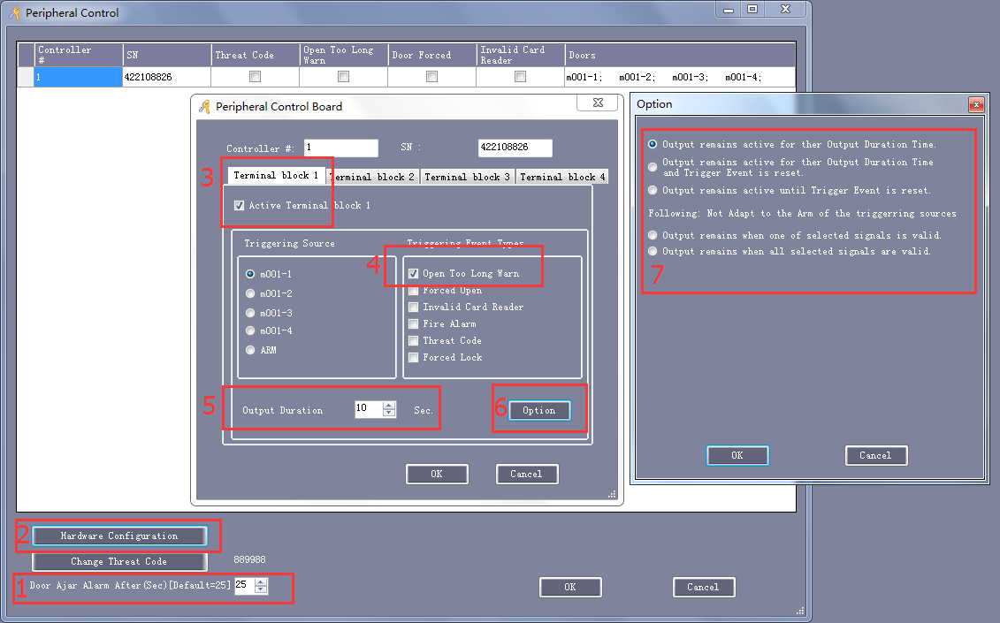 Peripheral Control
Controller #
SN
Threat Code
Open Too Long Warn
Door Forced
Invalid Card Reader
Doors
1
422108826
m001-1; m001-2; m001-3; m001-4;
Peripheral Control Board
Controller #: 1
SN : 422108826
3
Terminal block 1
Terminal block 2
Terminal block 3
Terminal block 4
Active Terminal block 1
Triggering Source
m001-1
m001-2
m001-3
m001-4
ARM
Triggering Event Types
4
Open Too Long Warn
Forced Open
Invalid Card Reader
Fire Alarm
Threat Code
Forced Lock
5
Output Duration 10 Sec.
6
Option
OK
Cancel
Option
Output remains active for ther Output Duration Time.
Output remains active for ther Output Duration Time
and Trigger Event is reset.
Output remains active until Trigger Event is reset.
Following: Not Adapt to the Arm of the triggerring sources
Output remains when one of selected signals is valid.
Output remains when all selected signals are valid.
7
OK
Cancel
2
Hardware Configuration
Change Threat Code
889988
1
Door Ajar Alarm After(Sec)[Default=25] 25
OK
Cancel